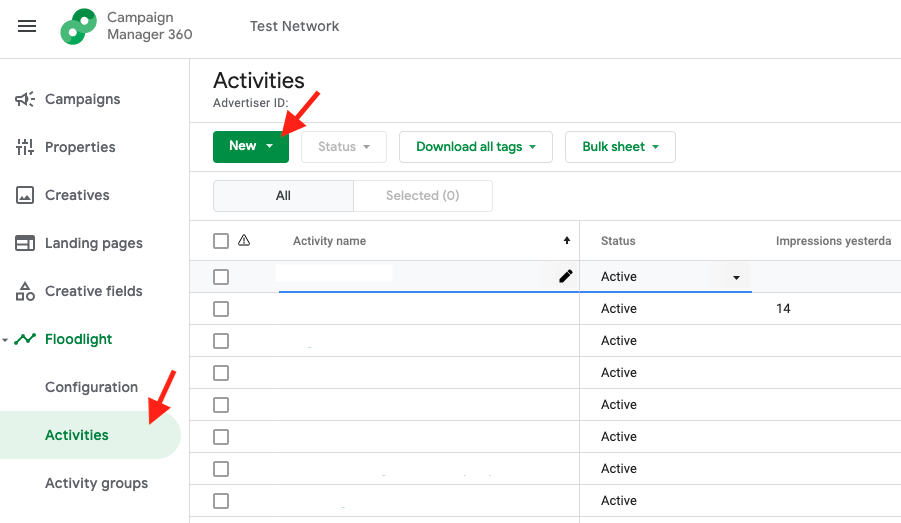 Campaign
Manager 360
Test Network
Campaigns
Properties
Creatives
Landing pages
Creative fields
Floodlight
Configuration
Activities
Activity groups
Activities
Advertiser ID:
New
Status
Download all tags
Bulk sheet
All
Selected (0)
Activity name
Status
Impressions yesterda
Active
Active
14
Active
Active
Active
Active
Active
Active